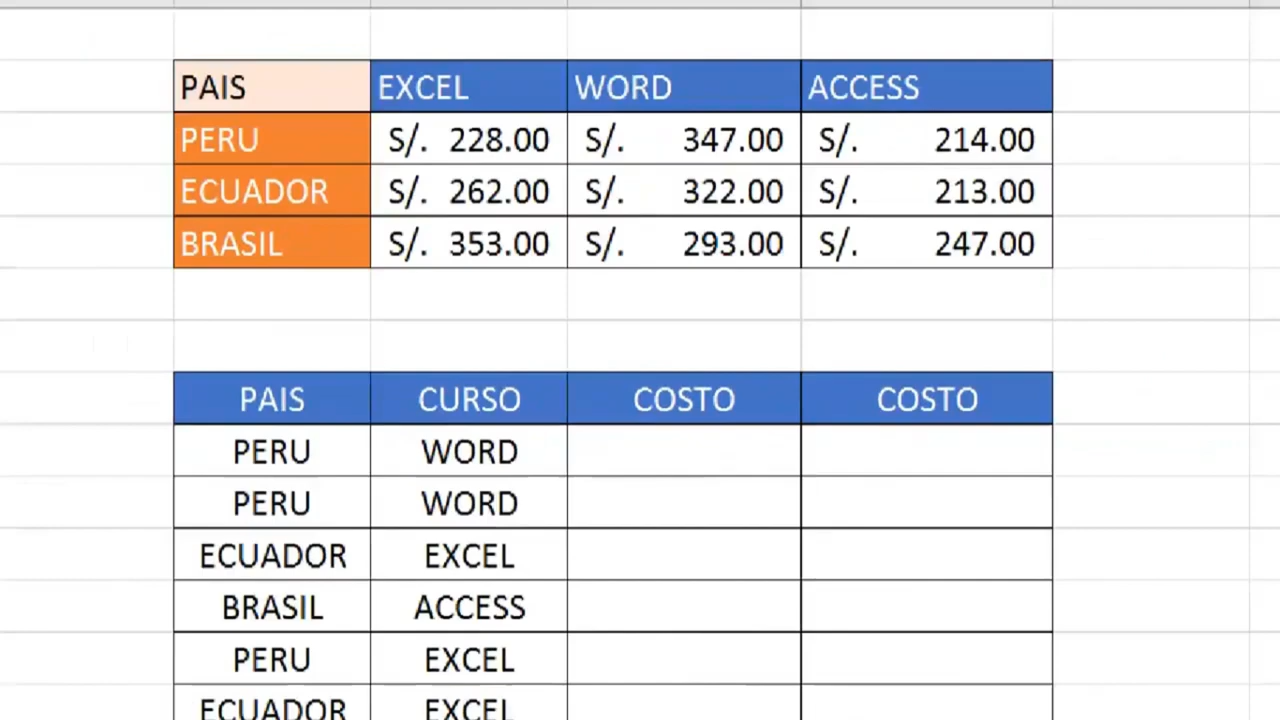 PAIS EXCEL WORD ACCESS
PERU S/. 228.00 S/. 347.00 S/. 214.00
ECUADOR S/. 262.00 S/. 322.00 S/. 213.00
BRASIL S/. 353.00 S/. 293.00 S/. 247.00
PAIS CURSO COSTO COSTO
PERU WORD
PERU WORD
ECUADOR EXCEL
BRASIL ACCESS
PERU EXCEL
ECUADOR EXCEL